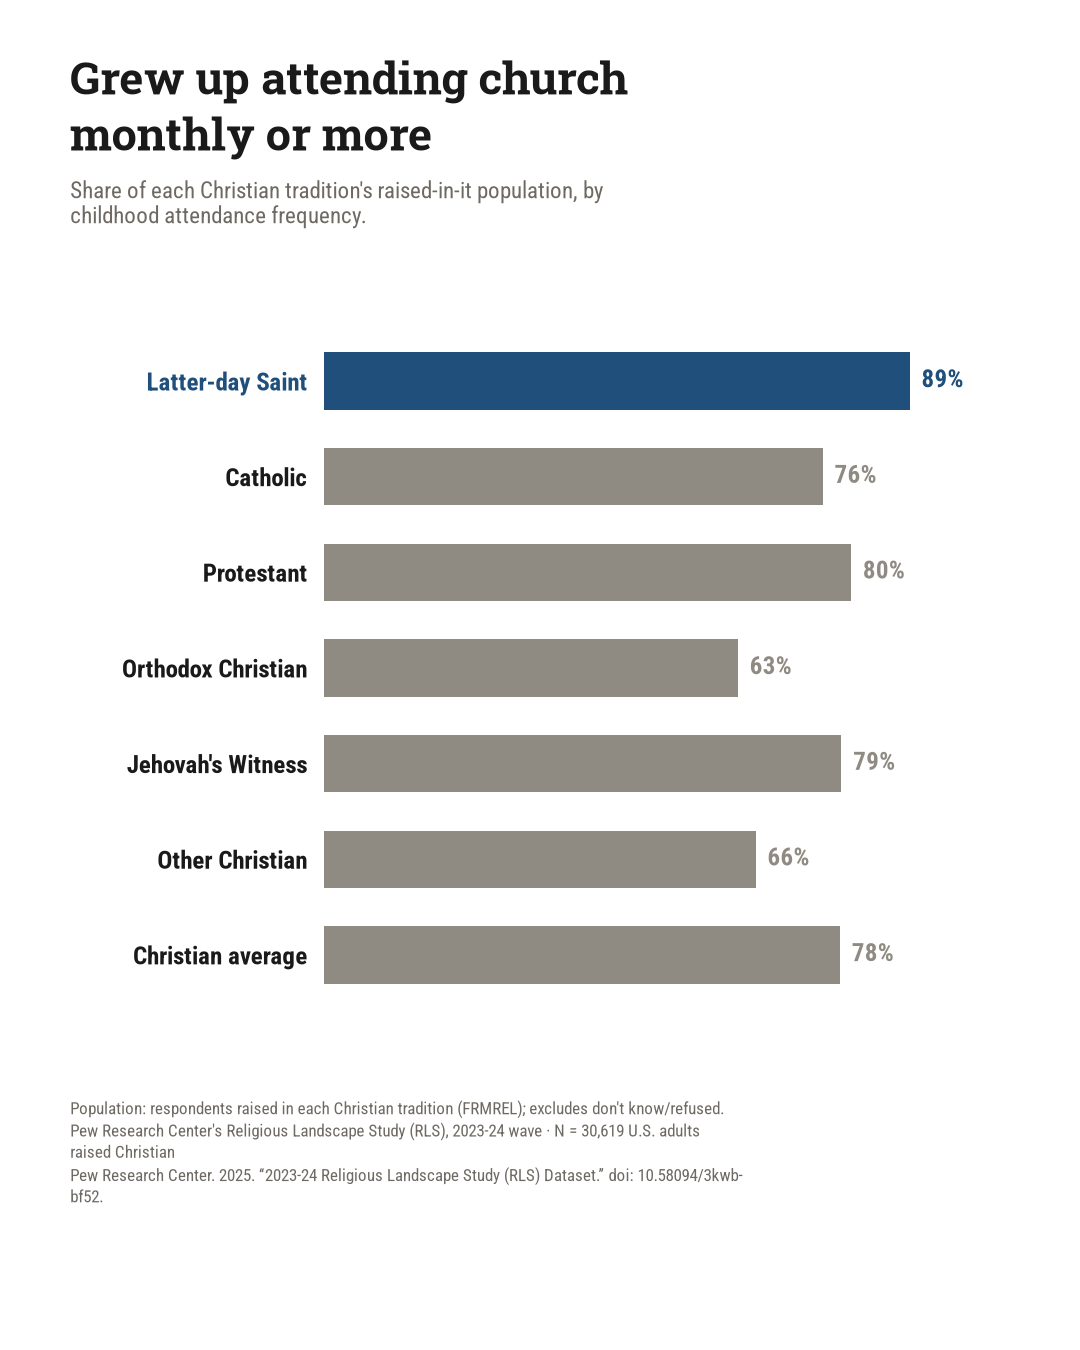 Grew up attending church
monthly or more
Share of each Christian tradition's raised-in-it population, by
childhood attendance frequency.
Latter-day Saint 89%
Catholic 76%
Protestant 80%
Orthodox Christian 63%
Jehovah's Witness 79%
Other Christian 66%
Christian average 78%
Population: respondents raised in each Christian tradition (FRMREL); excludes don't know/refused.
Pew Research Center's Religious Landscape Study (RLS), 2023-24 wave · N = 30,619 U.S. adults
raised Christian
Pew Research Center. 2025. “2023-24 Religious Landscape Study (RLS) Dataset.” doi: 10.58094/3kwb-
bf52.